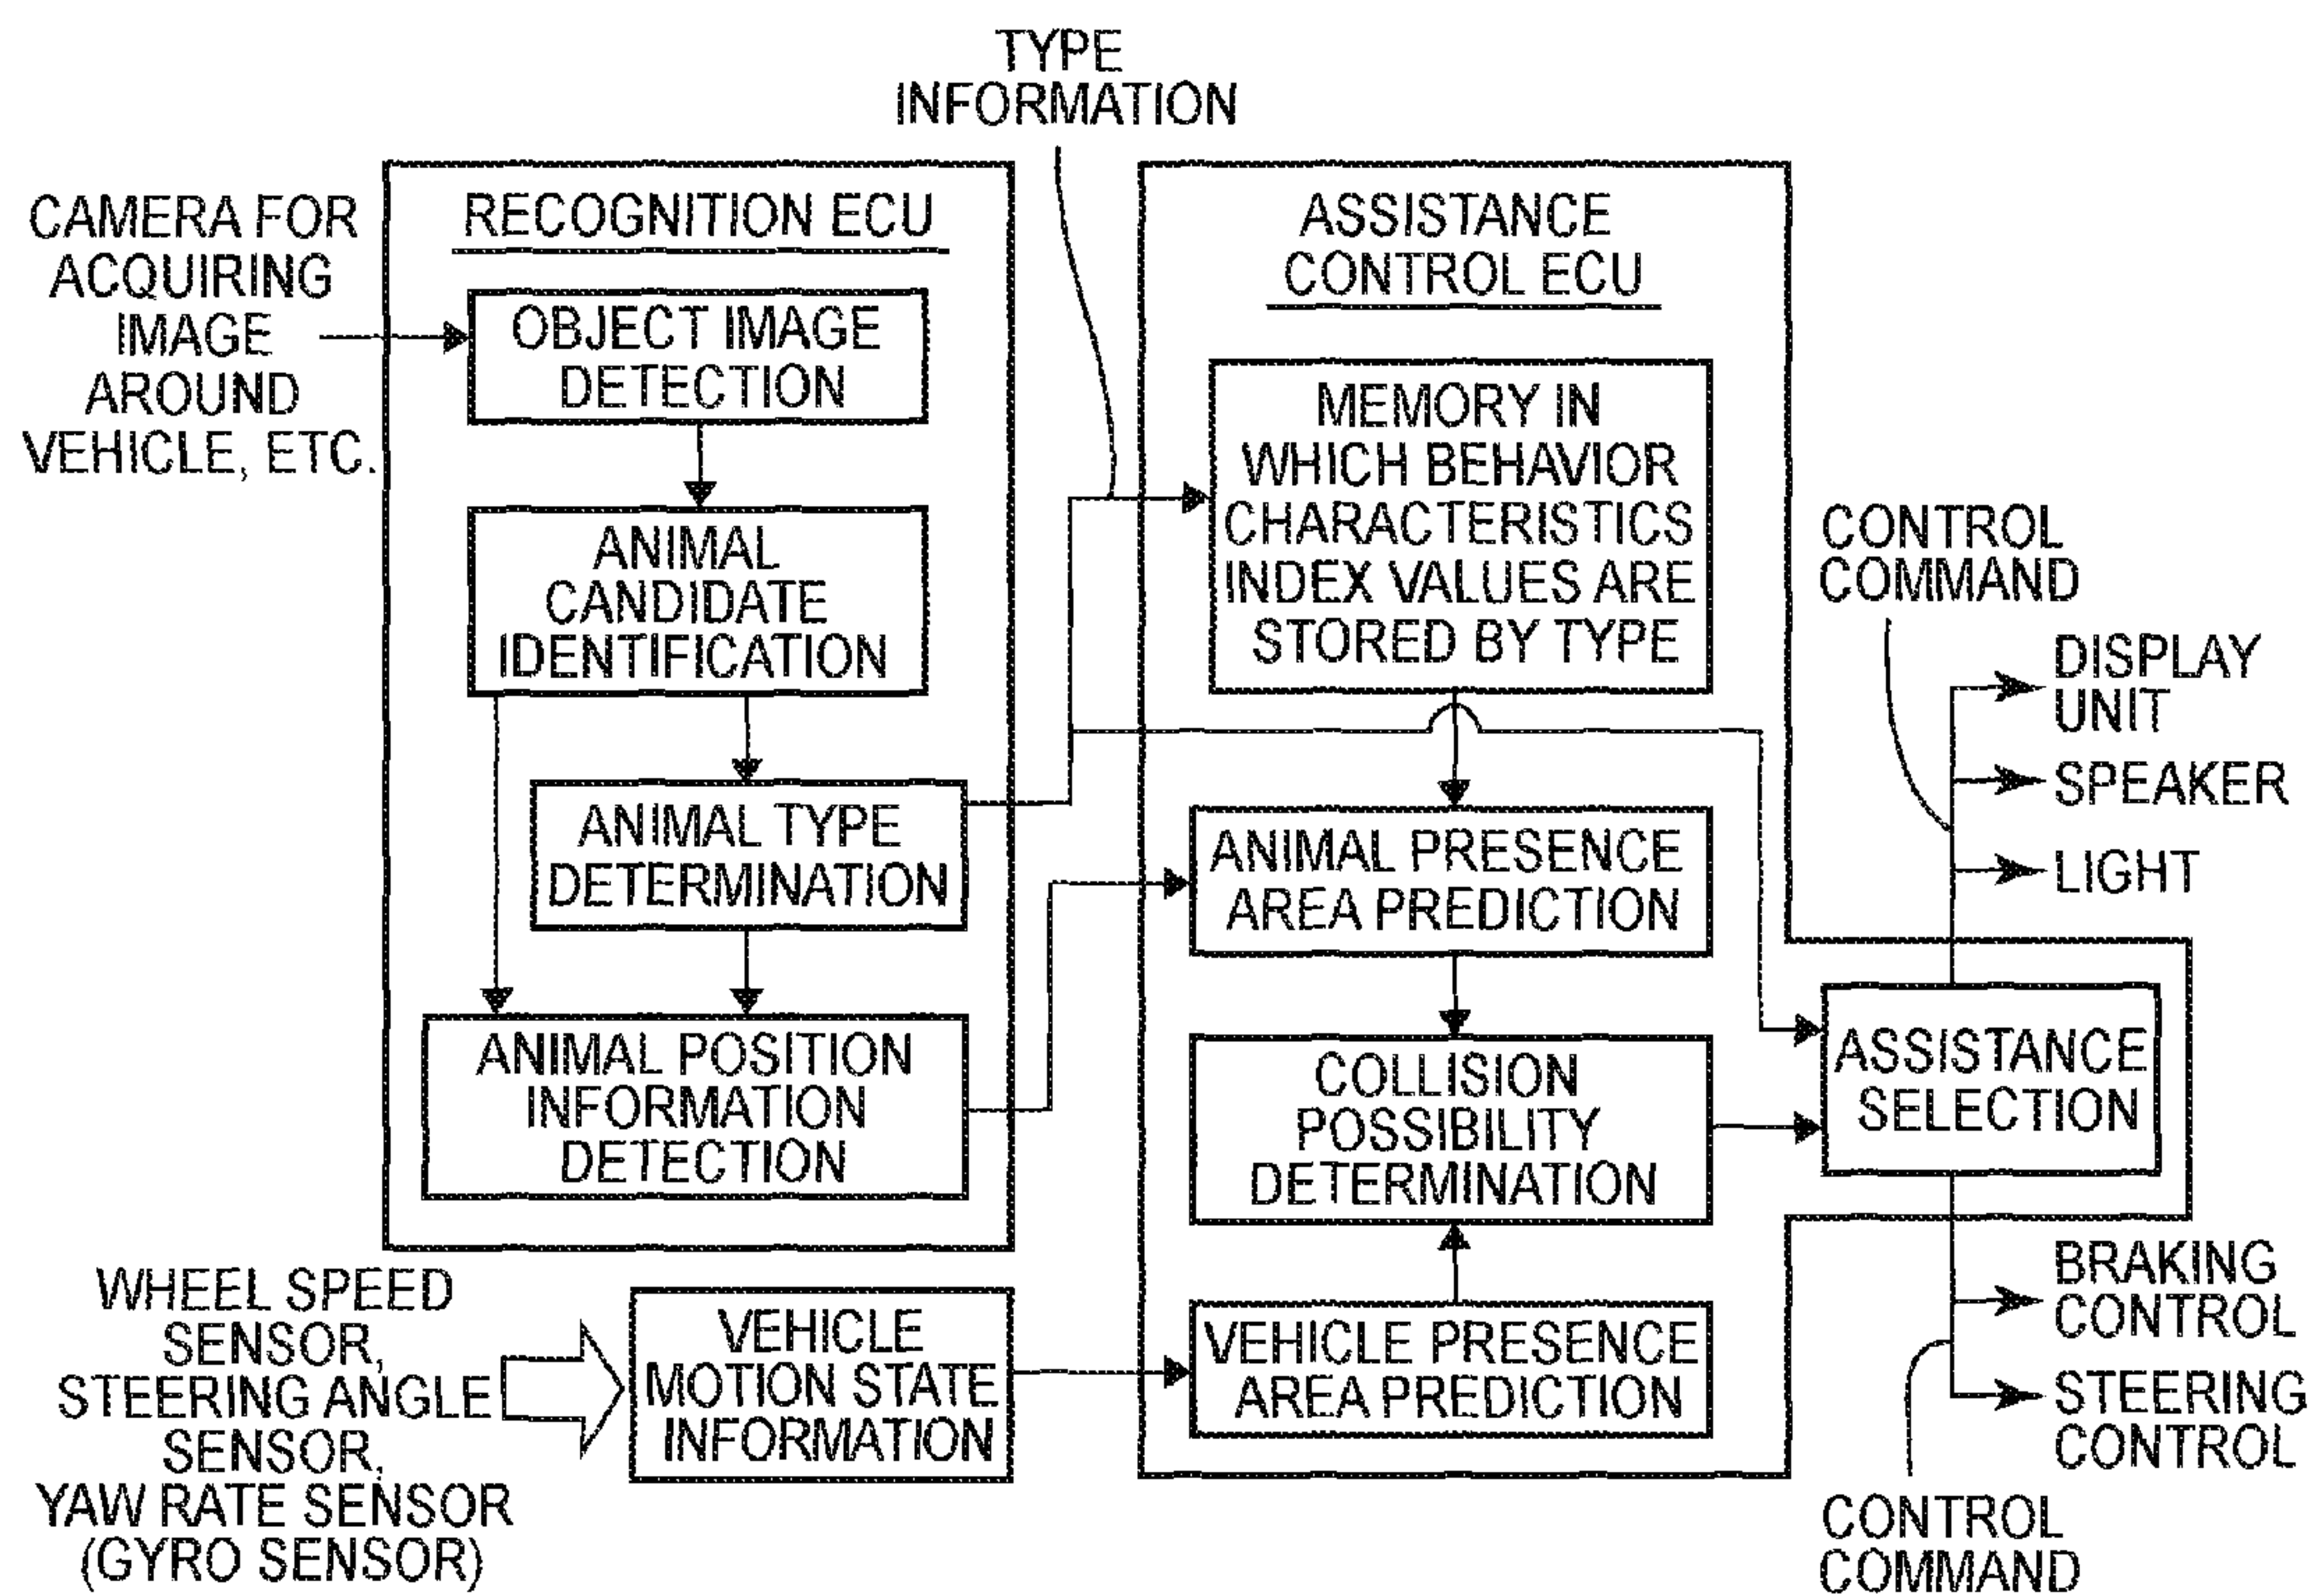 TYPE
INFORMATION
CAMERA FOR
ACQUIRING
IMAGE
AROUND
VEHICLE, ETC.
RECOGNITION ECU
OBJECT IMAGE
DETECTION
ANIMAL
CANDIDATE
IDENTIFICATION
ANIMAL TYPE
DETERMINATION
ANIMAL POSITION
INFORMATION
DETECTION
WHEEL SPEED
SENSOR,
STEERING ANGLE
SENSOR,
YAW RATE SENSOR
(GYRO SENSOR)
VEHICLE
MOTION STATE
INFORMATION
ASSISTANCE
CONTROL ECU
MEMORY IN
WHICH BEHAVIOR
CHARACTERISTICS
INDEX VALUES ARE
STORED BY TYPE
ANIMAL PRESENCE
AREA PREDICTION
COLLISION
POSSIBILITY
DETERMINATION
VEHICLE PRESENCE
AREA PREDICTION
ASSISTANCE
SELECTION
CONTROL
COMMAND
DISPLAY
UNIT
SPEAKER
LIGHT
BRAKING
CONTROL
STEERING
CONTROL
CONTROL
COMMAND